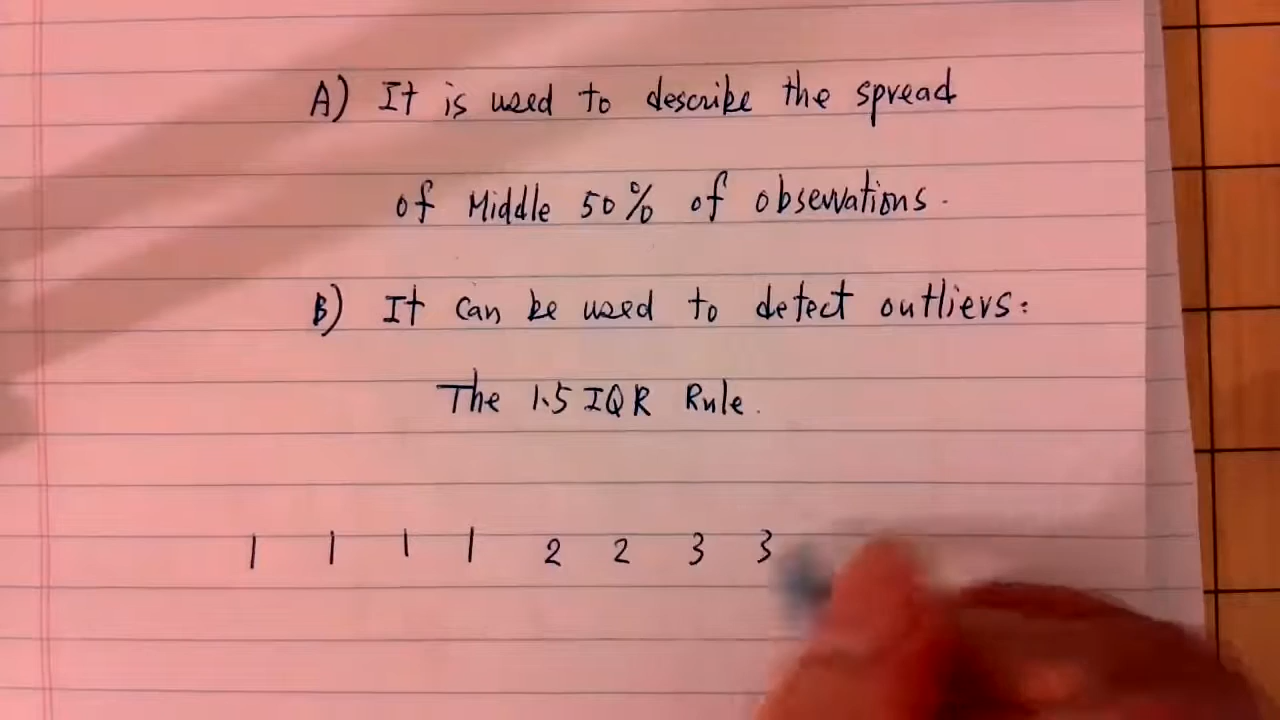 A) It is used to describe the spread
of Middle 50% of observations.
B) It can be used to detect outliers:
The 1.5 IQR Rule.
1 1 1 1 2 2 3 3